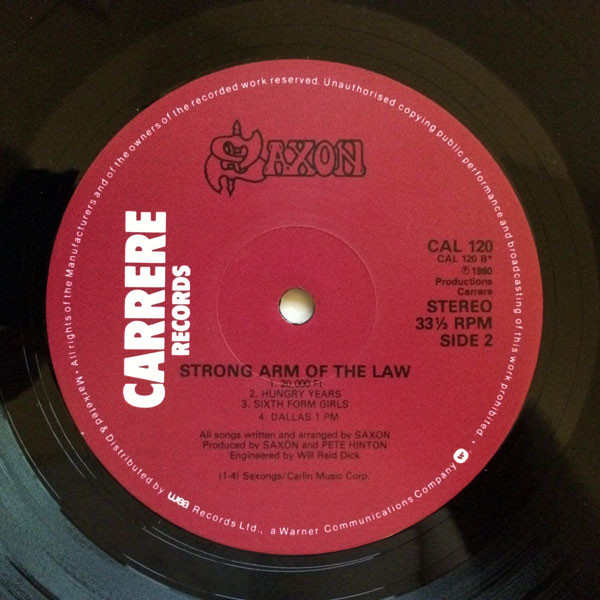 • All rights of the Manufacturers and of the owners of the recorded work reserved. Unauthorised copying public performance and broadcasting of this work prohibited. •
SAXON
CARRERE
RECORDS
CAL 120
CAL 120 B*
℗ 1980
Productions
Carrere
STEREO
33⅓ RPM
SIDE 2
STRONG ARM OF THE LAW
1. 20,000 Ft
2. HUNGRY YEARS
3. SIXTH FORM GIRLS
4. DALLAS 1 PM
All songs written and arranged by SAXON
Produced by SAXON and PETE HINTON
Engineered by Will Reid Dick
(1-4) Saxongs/Carlin Music Corp.
Marketed & Distributed by wea Records Ltd., a Warner Communications Company